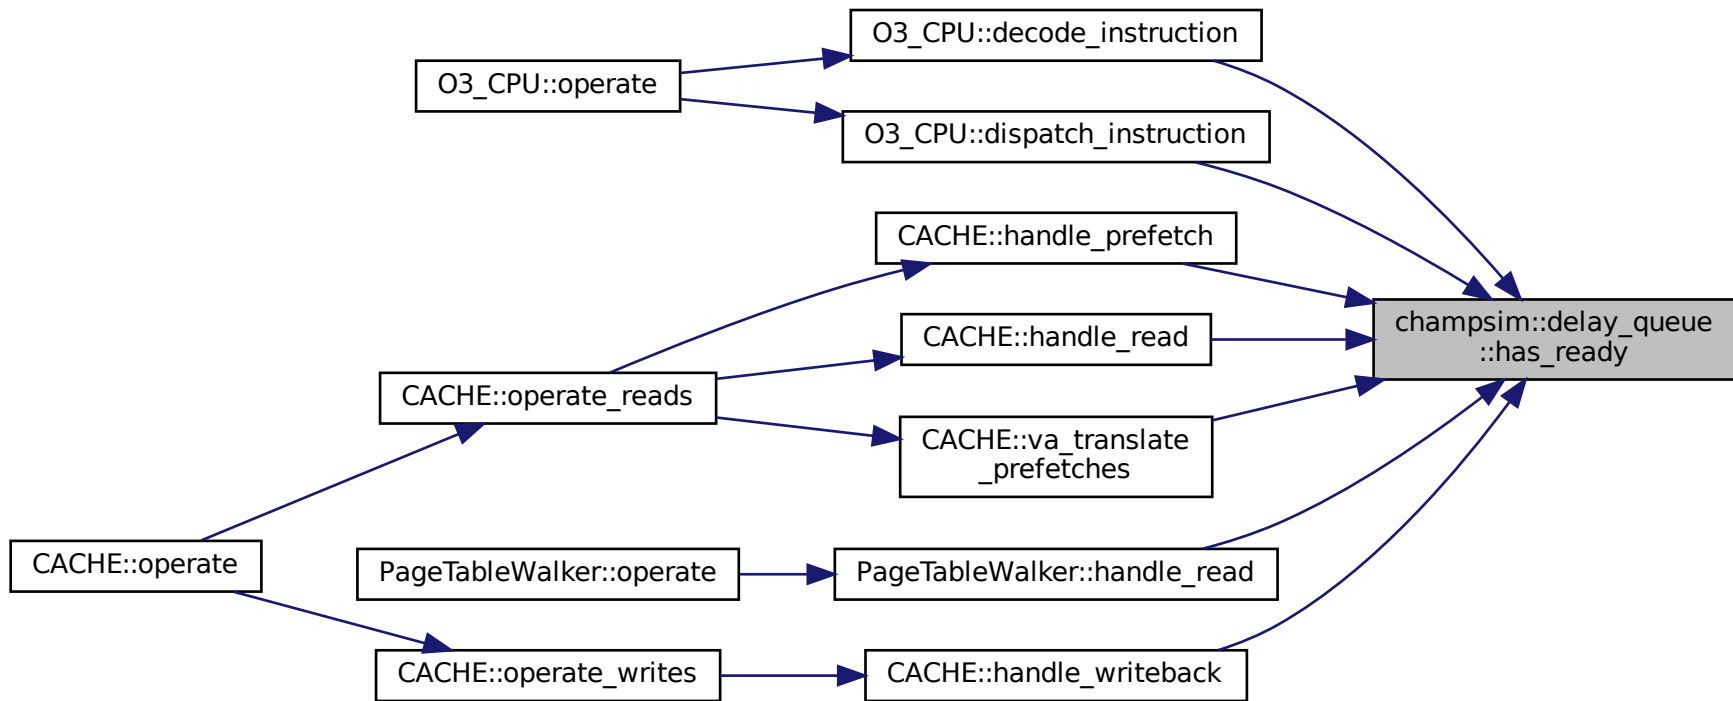 O3_CPU::decode_instruction
O3_CPU::operate
O3_CPU::dispatch_instruction
CACHE::handle_prefetch
champsim::delay_queue
::has_ready
CACHE::handle_read
CACHE::operate_reads
CACHE::va_translate
_prefetches
CACHE::operate
PageTableWalker::operate
PageTableWalker::handle_read
CACHE::operate_writes
CACHE::handle_writeback